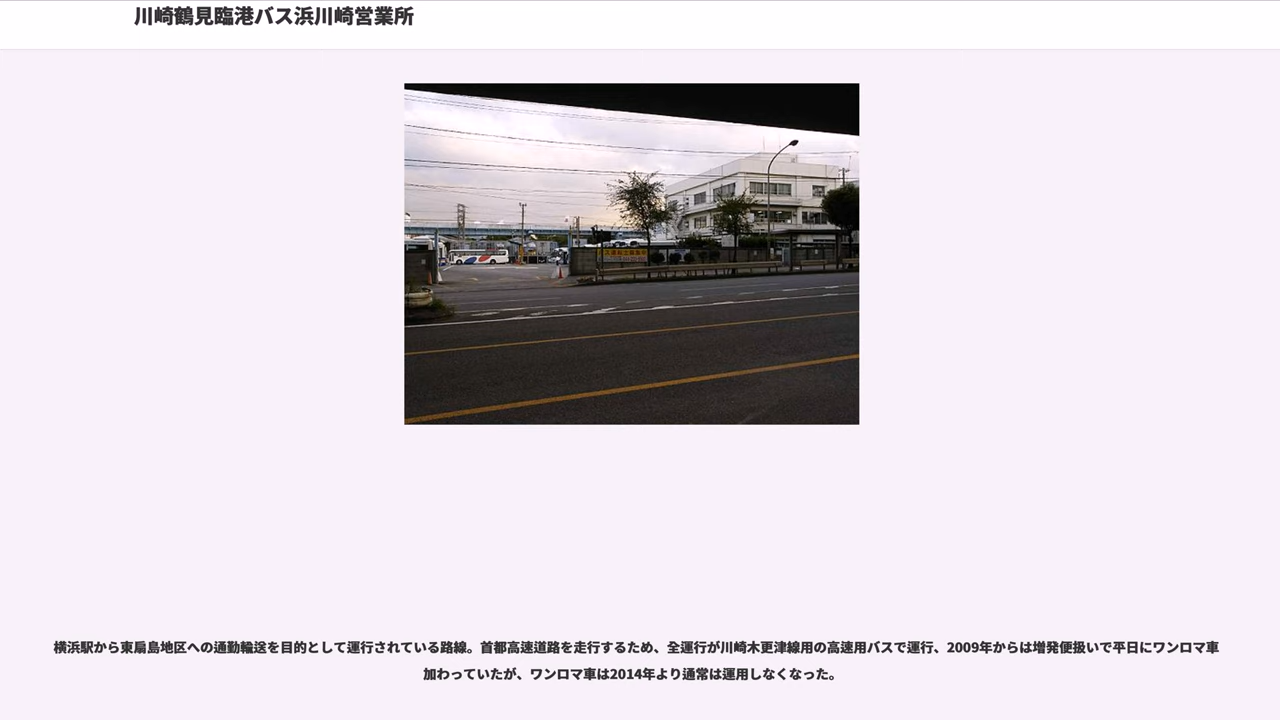 川崎鶴見臨港バス浜川崎営業所
横浜駅から東扇島地区への通勤輸送を目的として運行されている路線。首都高速道路を走行するため、全運行が川崎木更津線用の高速用バスで運行、2009年からは増発便扱いで平日にワンロマ車
加わっていたが、ワンロマ車は2014年より通常は運用しなくなった。